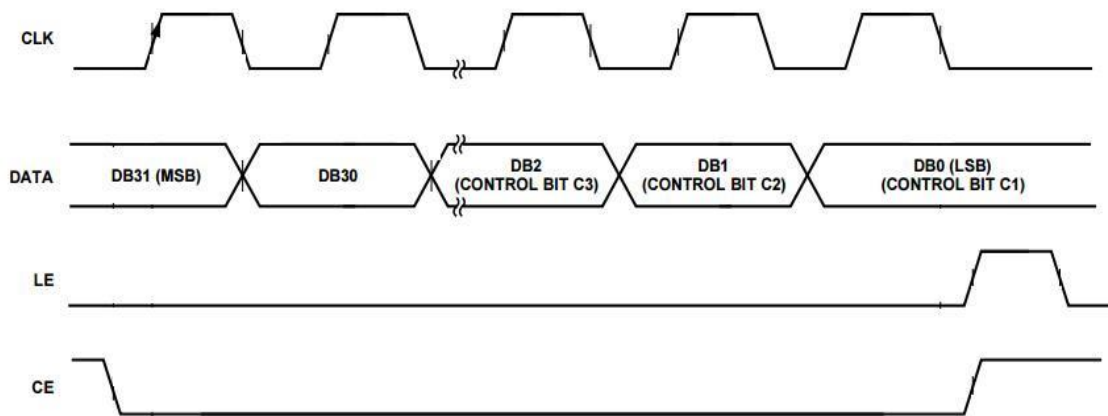 CLK
DATA
DB31 (MSB)
DB30
DB2
(CONTROL BIT C3)
DB1
(CONTROL BIT C2)
DB0 (LSB)
(CONTROL BIT C1)
LE
CE